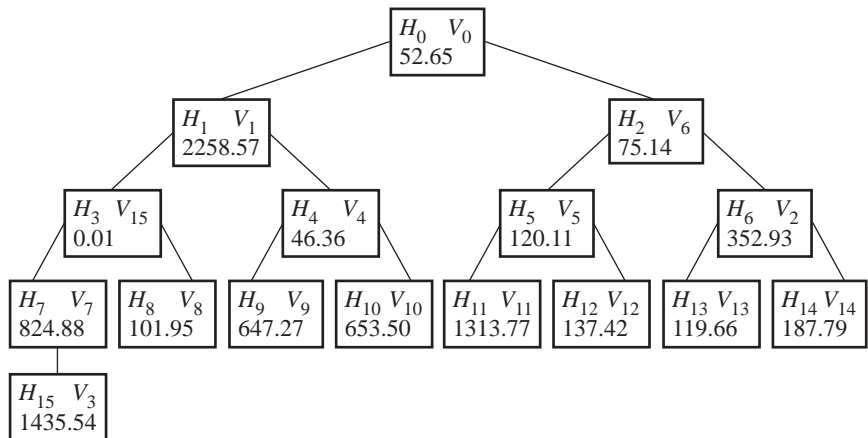 H₀ V₀
52.65
H₁ V₁
2258.57
H₂ V₆
75.14
H₃ V₁₅
0.01
H₄ V₄
46.36
H₅ V₅
120.11
H₆ V₂
352.93
H₇ V₇
824.88
H₈ V₈
101.95
H₉ V₉
647.27
H₁₀ V₁₀
653.50
H₁₁ V₁₁
1313.77
H₁₂ V₁₂
137.42
H₁₃ V₁₃
119.66
H₁₄ V₁₄
187.79
H₁₅ V₃
1435.54